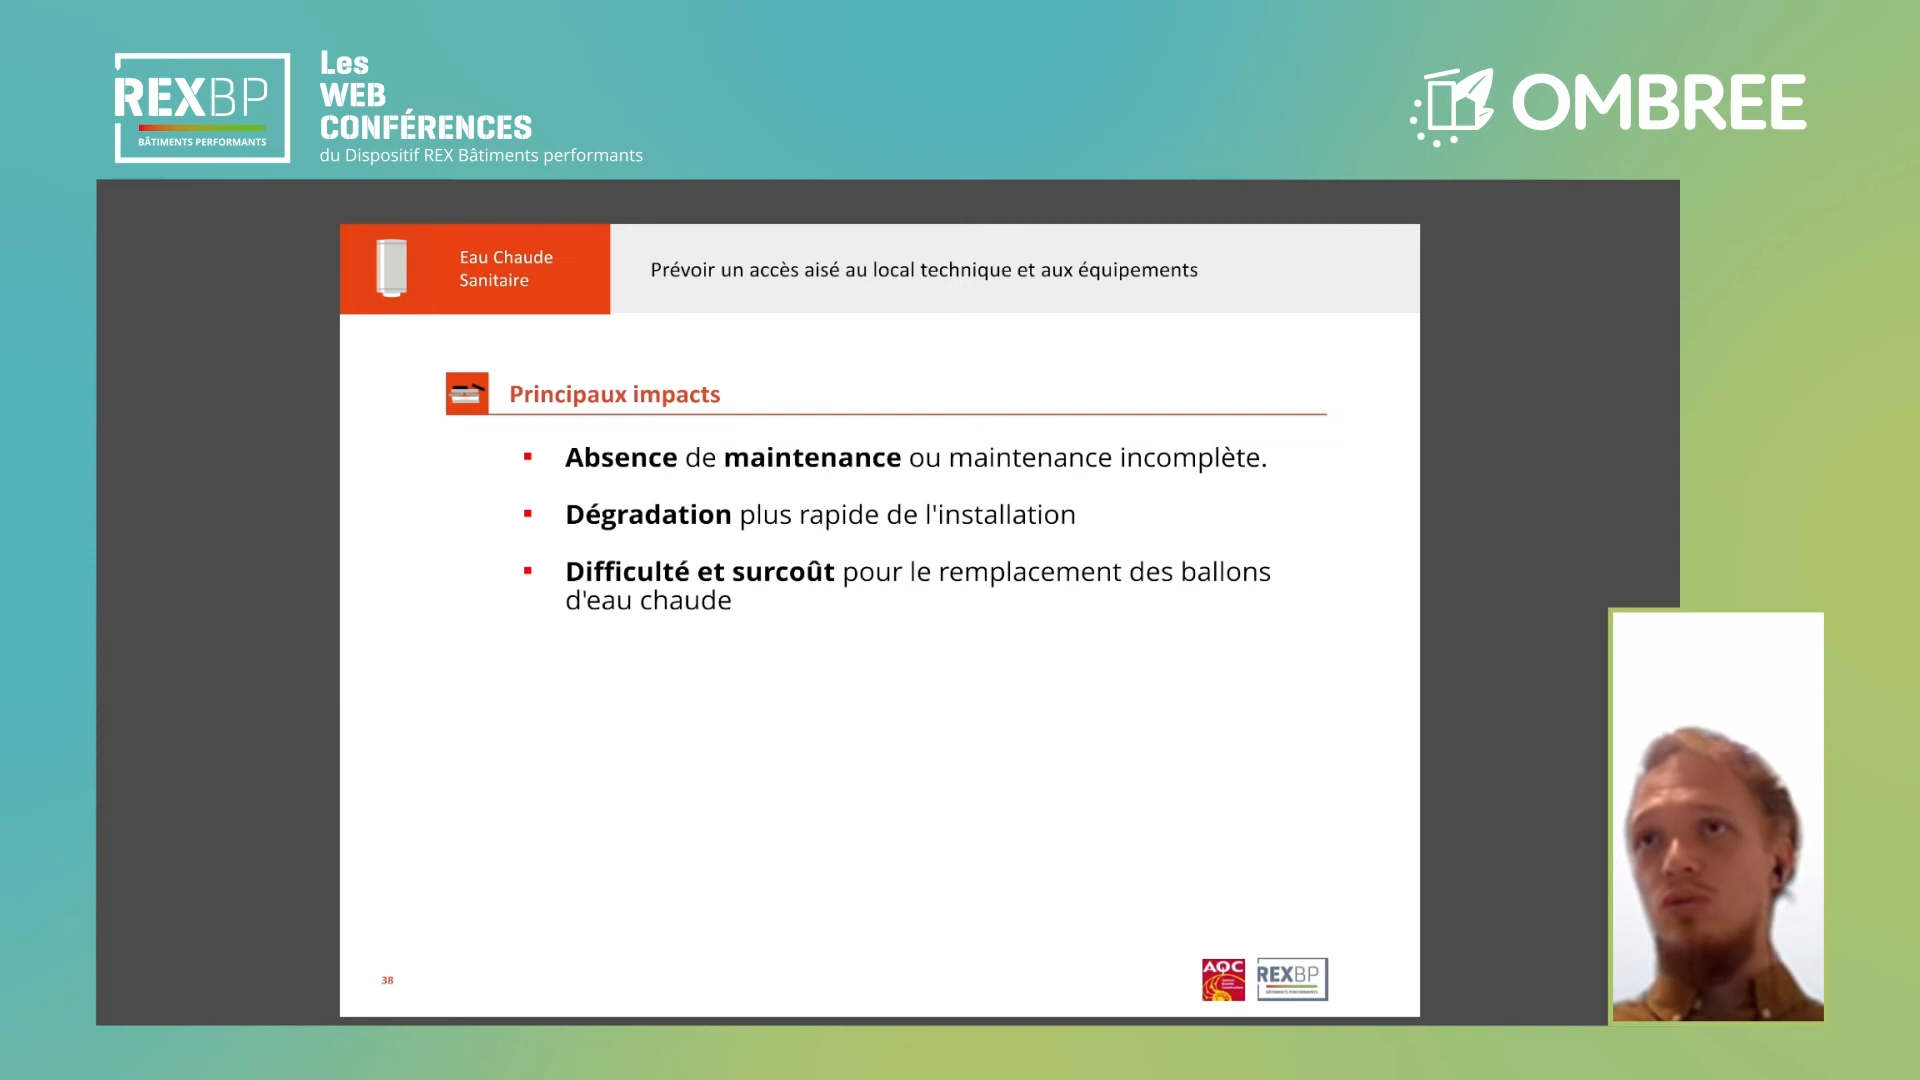 REXBP
BÂTIMENTS PERFORMANTS
Les
WEB
CONFÉRENCES
du Dispositif REX Bâtiments performants
OMBREE
Eau Chaude
Sanitaire
Prévoir un accès aisé au local technique et aux équipements
Principaux impacts
Absence de maintenance ou maintenance incomplète.
Dégradation plus rapide de l'installation
Difficulté et surcoût pour le remplacement des ballons
d'eau chaude
38
AQC
REXBP
BÂTIMENTS PERFORMANTS